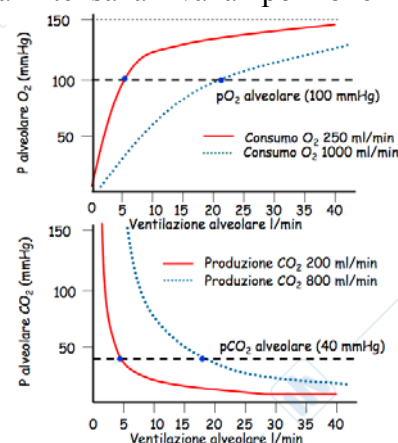 P alveolare O₂ (mmHg)
150
100
50
pO₂ alveolare (100 mmHg)
Consumo O₂ 250 ml/min
Consumo O₂ 1000 ml/min
0 5 10 15 20 25 30 35 40
Ventilazione alveolare l/min
P alveolare CO₂ (mmHg)
150
100
50
Produzione CO₂ 200 ml/min
Produzione CO₂ 800 ml/min
pCO₂ alveolare (40 mmHg)
0 5 10 15 20 25 30 35 40
Ventilazione alveolare l/min